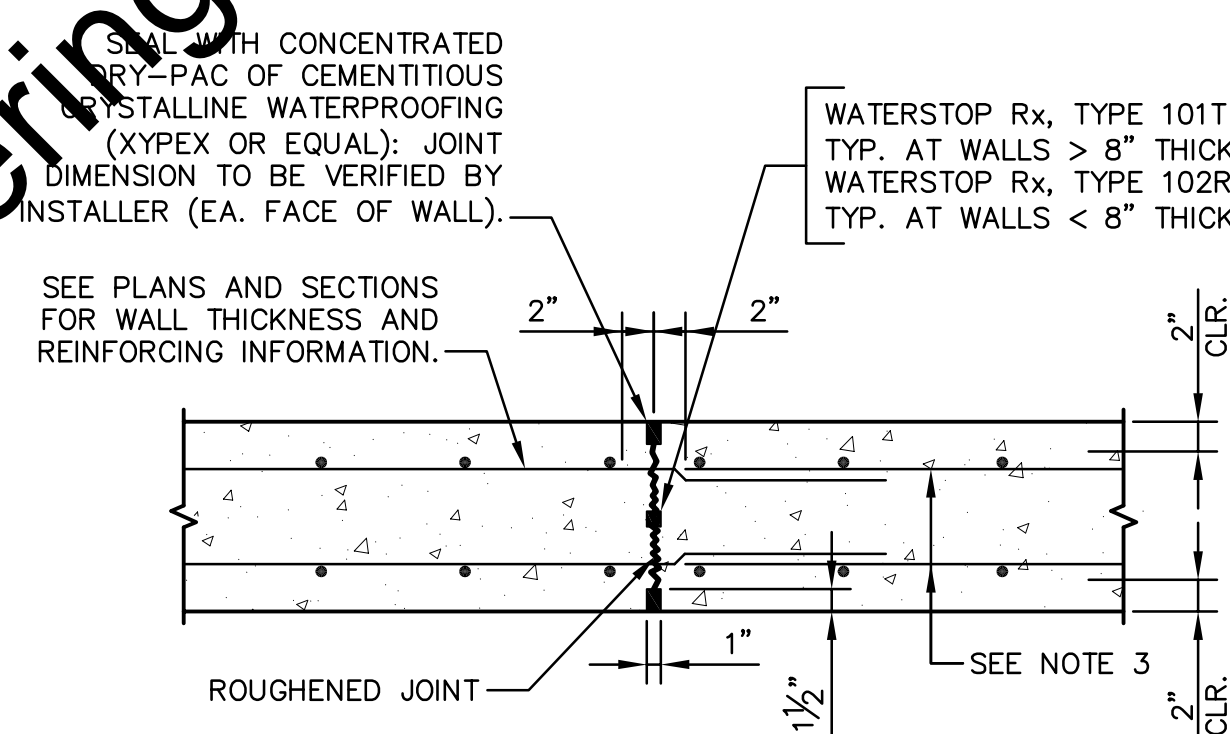 ering
SEAL WITH CONCENTRATED
DRY-PAC OF CEMENTITIOUS
CRYSTALLINE WATERPROOFING
(XYPEX OR EQUAL): JOINT
DIMENSION TO BE VERIFIED BY
INSTALLER (EA. FACE OF WALL).
WATERSTOP Rx, TYPE 101T
TYP. AT WALLS > 8" THICK
WATERSTOP Rx, TYPE 102R
TYP. AT WALLS < 8" THICK
SEE PLANS AND SECTIONS
FOR WALL THICKNESS AND
REINFORCING INFORMATION.
2"
2"
2"
CLR.
ROUGHENED JOINT
1"
1½"
SEE NOTE 3
2"
CLR.